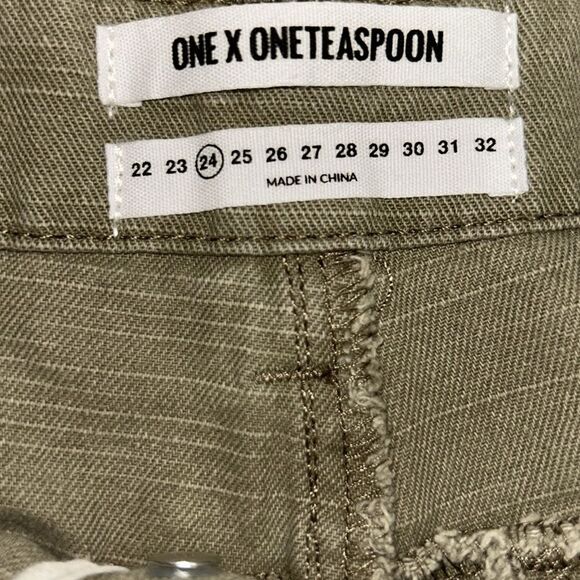 ONE X ONETEASPOON
22 23 24 25 26 27 28 29 30 31 32
MADE IN CHINA